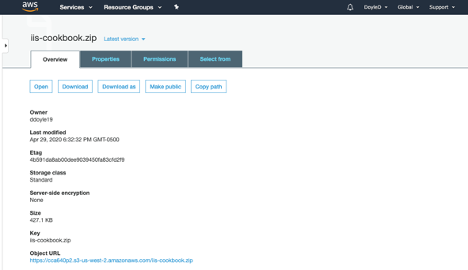 aws
Services
Resource Groups
DoyleD
Global
Support
iis-cookbook.zip
Latest version
Overview
Properties
Permissions
Select from
Open
Download
Download as
Make public
Copy path
Owner
ddoyle19
Last modified
Apr 29, 2020 6:32:32 PM GMT-0500
Etag
4b591da8ab00dee9039450fa83cfd2f9
Storage class
Standard
Server-side encryption
None
Size
427.1 KB
Key
iis-cookbook.zip
Object URL
https://cca640p2.s3-us-west-2.amazonaws.com/iis-cookbook.zip